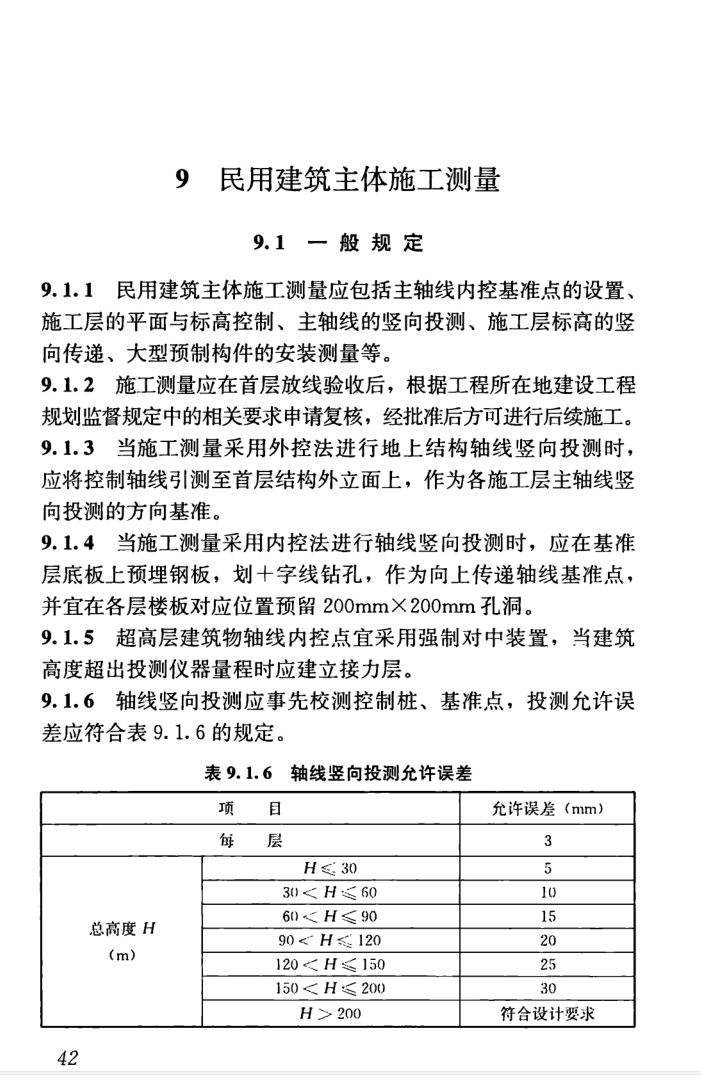 9 民用建筑主体施工测量
9.1 一般规定
9.1.1 民用建筑主体施工测量应包括主轴线内控基准点的设置、
施工层的平面与标高控制、主轴线的竖向投测、施工层标高的竖
向传递、大型预制构件的安装测量等。
9.1.2 施工测量应在首层放线验收后，根据工程所在地建设工程
规划监督规定中的相关要求申请复核，经批准后方可进行后续施工。
9.1.3 当施工测量采用外控法进行地上结构轴线竖向投测时，
应将控制轴线引测至首层结构外立面上，作为各施工层主轴线竖
向投测的方向基准。
9.1.4 当施工测量采用内控法进行轴线竖向投测时，应在基准
层底板上预埋钢板，划十字线钻孔，作为向上传递轴线基准点，
并宜在各层楼板对应位置预留 200mm×200mm 孔洞。
9.1.5 超高层建筑物轴线内控点宜采用强制对中装置，当建筑
高度超出投测仪器量程时应建立接力层。
9.1.6 轴线竖向投测应事先校测控制桩、基准点，投测允许误
差应符合表 9.1.6 的规定。
表 9.1.6 轴线竖向投测允许误差
项 目 允许误差（mm）
每 层 3
总高度 H
（m）
H≤30 5
30＜H≤60 10
60＜H≤90 15
90＜H≤120 20
120＜H≤150 25
150＜H≤200 30
H＞200 符合设计要求
42